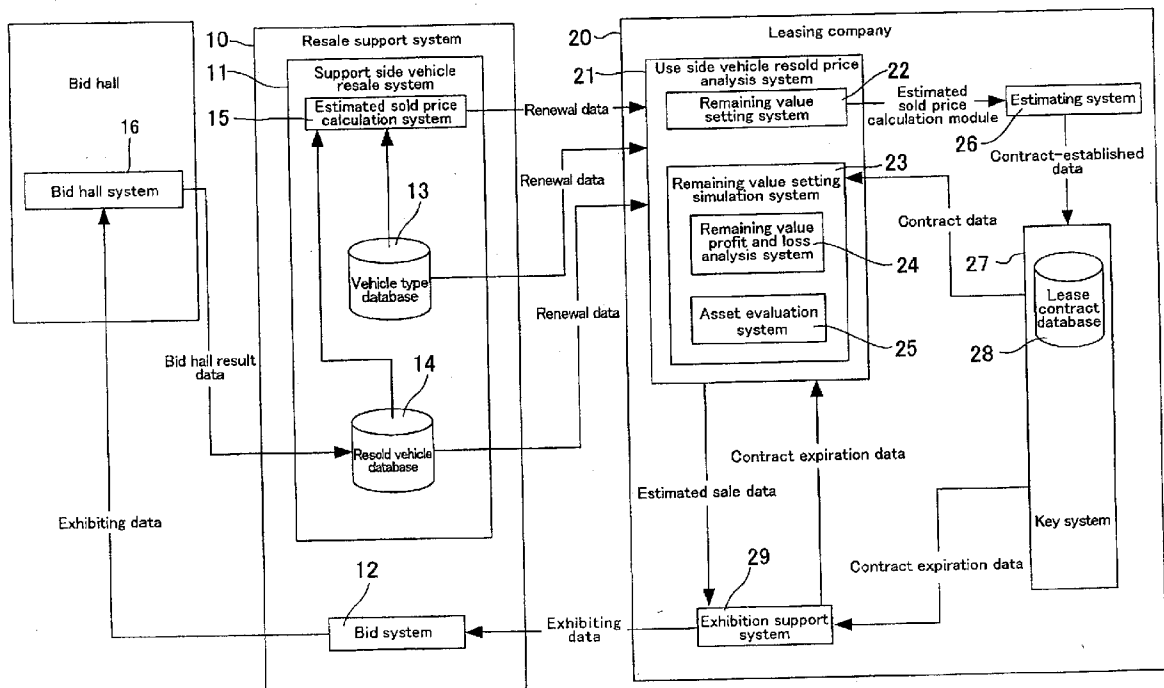 Bid hall
16
Bid hall system
Bid hall result
data
Exhibiting data
10
Resale support system
11
Support side vehicle
resale system
15
Estimated sold price
calculation system
13
Vehicle type
database
14
Resold vehicle
database
12
Bid system
Renewal data
Renewal data
Renewal data
Exhibiting
data
20
Leasing company
21
Use side vehicle resold price
analysis system
22
Remaining value
setting system
Estimated
sold price
calculation module
Estimating system
26
Contract-established
data
23
Remaining value setting
simulation system
Remaining value
profit and loss
analysis system
24
Asset evaluation
system
25
Contract data
27
Lease
contract
database
28
Key system
Contract expiration data
Estimated sale data
Contract expiration data
29
Exhibition support
system